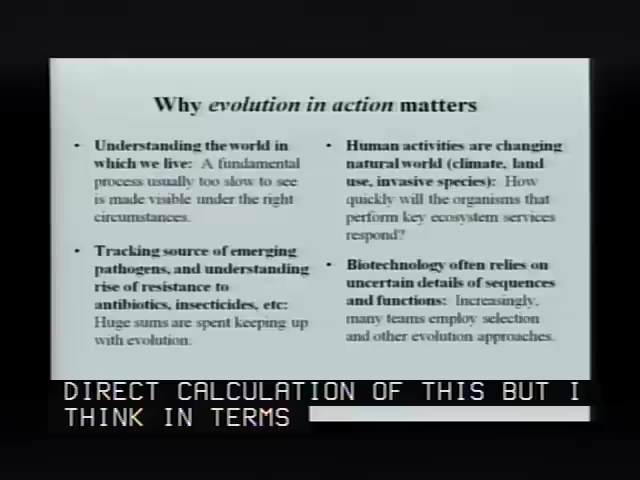 Why evolution in action matters
• Understanding the world in
which we live: A fundamental
process usually too slow to see
is made visible under the right
circumstances.
• Tracking source of emerging
pathogens, and understanding
rise of resistance to
antibiotics, insecticides, etc:
Huge sums are spent keeping up
with evolution.
• Human activities are changing
natural world (climate, land
use, invasive species): How
quickly will the organisms that
perform key ecosystem services
respond?
• Biotechnology often relies on
uncertain details of sequences
and functions: Increasingly,
many teams employ selection
and other evolution approaches.
DIRECT CALCULATION OF THIS BUT I
THINK IN TERMS